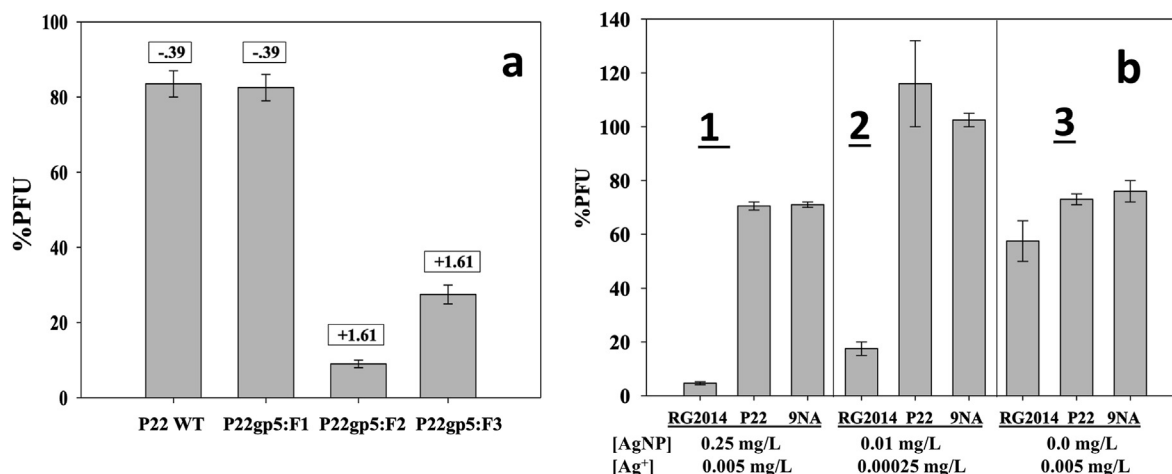 a
%PFU
100
80
60
40
20
0
-.39
-.39
+1.61
+1.61
P22 WT P22gp5:F1 P22gp5:F2 P22gp5:F3
b
%PFU
140
120
100
80
60
40
20
0
1
2
3
RG2014 P22 9NA RG2014 P22 9NA RG2014 P22 9NA
[AgNP] 0.25 mg/L 0.01 mg/L 0.0 mg/L
[Ag⁺] 0.005 mg/L 0.00025 mg/L 0.005 mg/L